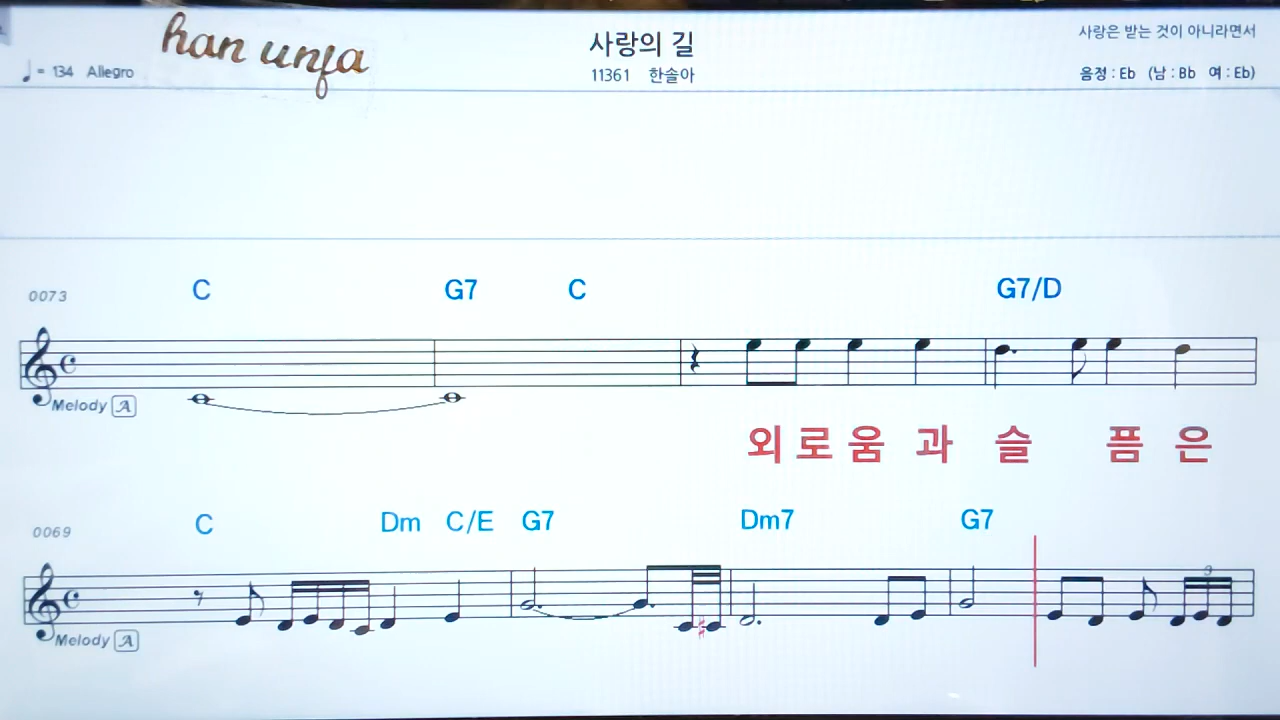 han unja
사랑의 길
사랑은 받는 것이 아니라면서
♩= 134 Allegro
11361 한솔아
음정 : Eb (남 : Bb 여 : Eb)
0073 C G7 C G7/D
Melody A
외 로 움 과 슬 픔 은
0069 C Dm C/E G7 Dm7 G7
3
Melody A